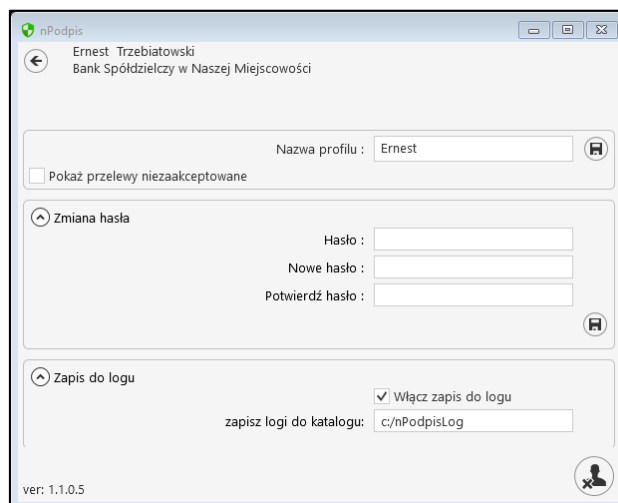 nPodpis
Ernest Trzebiatowski
Bank Spółdzielczy w Naszej Miejscowości
Nazwa profilu : Ernest
Pokaż przelewy niezaakceptowane
Zmiana hasła
Hasło :
Nowe hasło :
Potwierdź hasło :
Zapis do logu
Włącz zapis do logu
zapisz logi do katalogu: c:/nPodpisLog
ver: 1.1.0.5